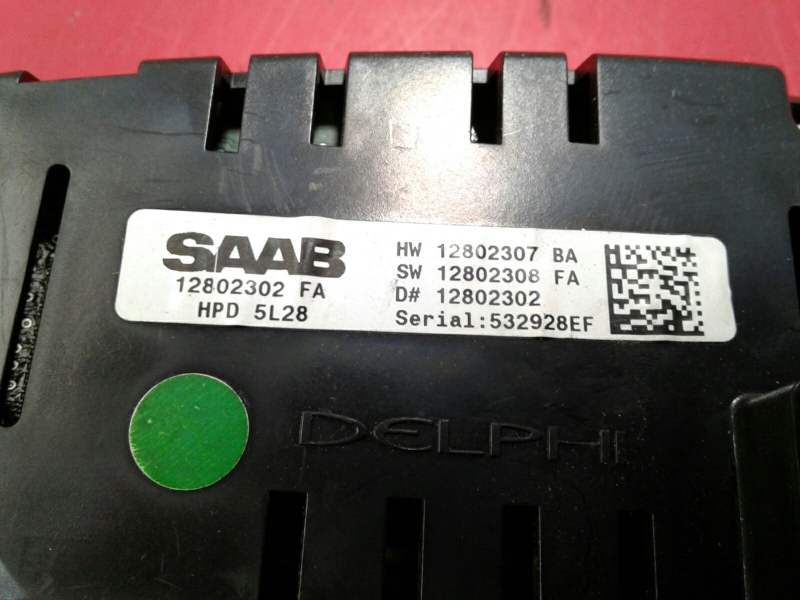 SAAB
12802302 FA
HPD 5L28
HW 12802307 BA
SW 12802308 FA
D# 12802302
Serial:532928EF
DELPHI